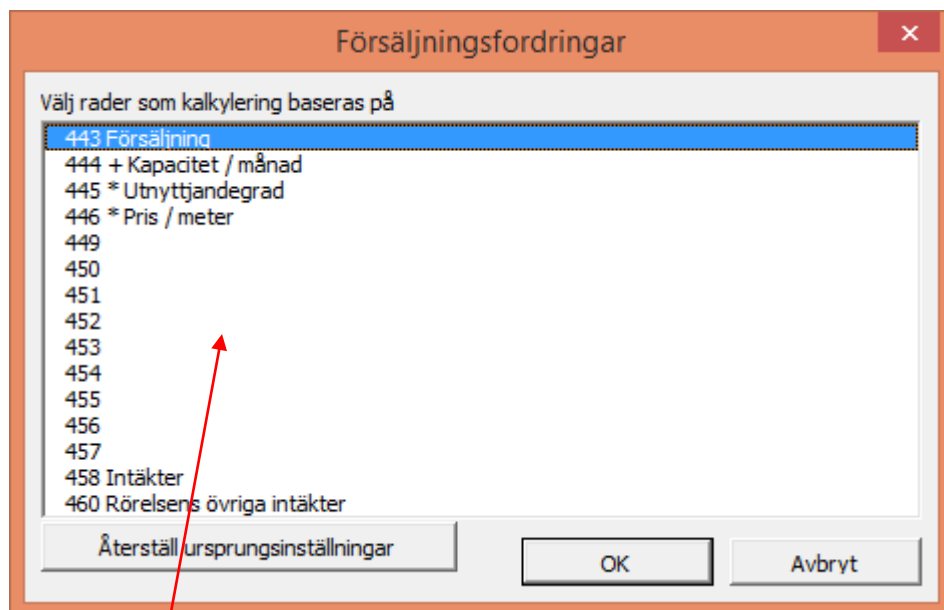 Försäljningsfordringar
Välj rader som kalkylering baseras på
443 Försäljning
444 + Kapacitet / månad
445 * Utnyttjandegrad
446 * Pris / meter
449
450
451
452
453
454
455
456
457
458 Intäkter
460 Rörelsens övriga intäkter
Återställ ursprungsinställningar
OK
Avbryt